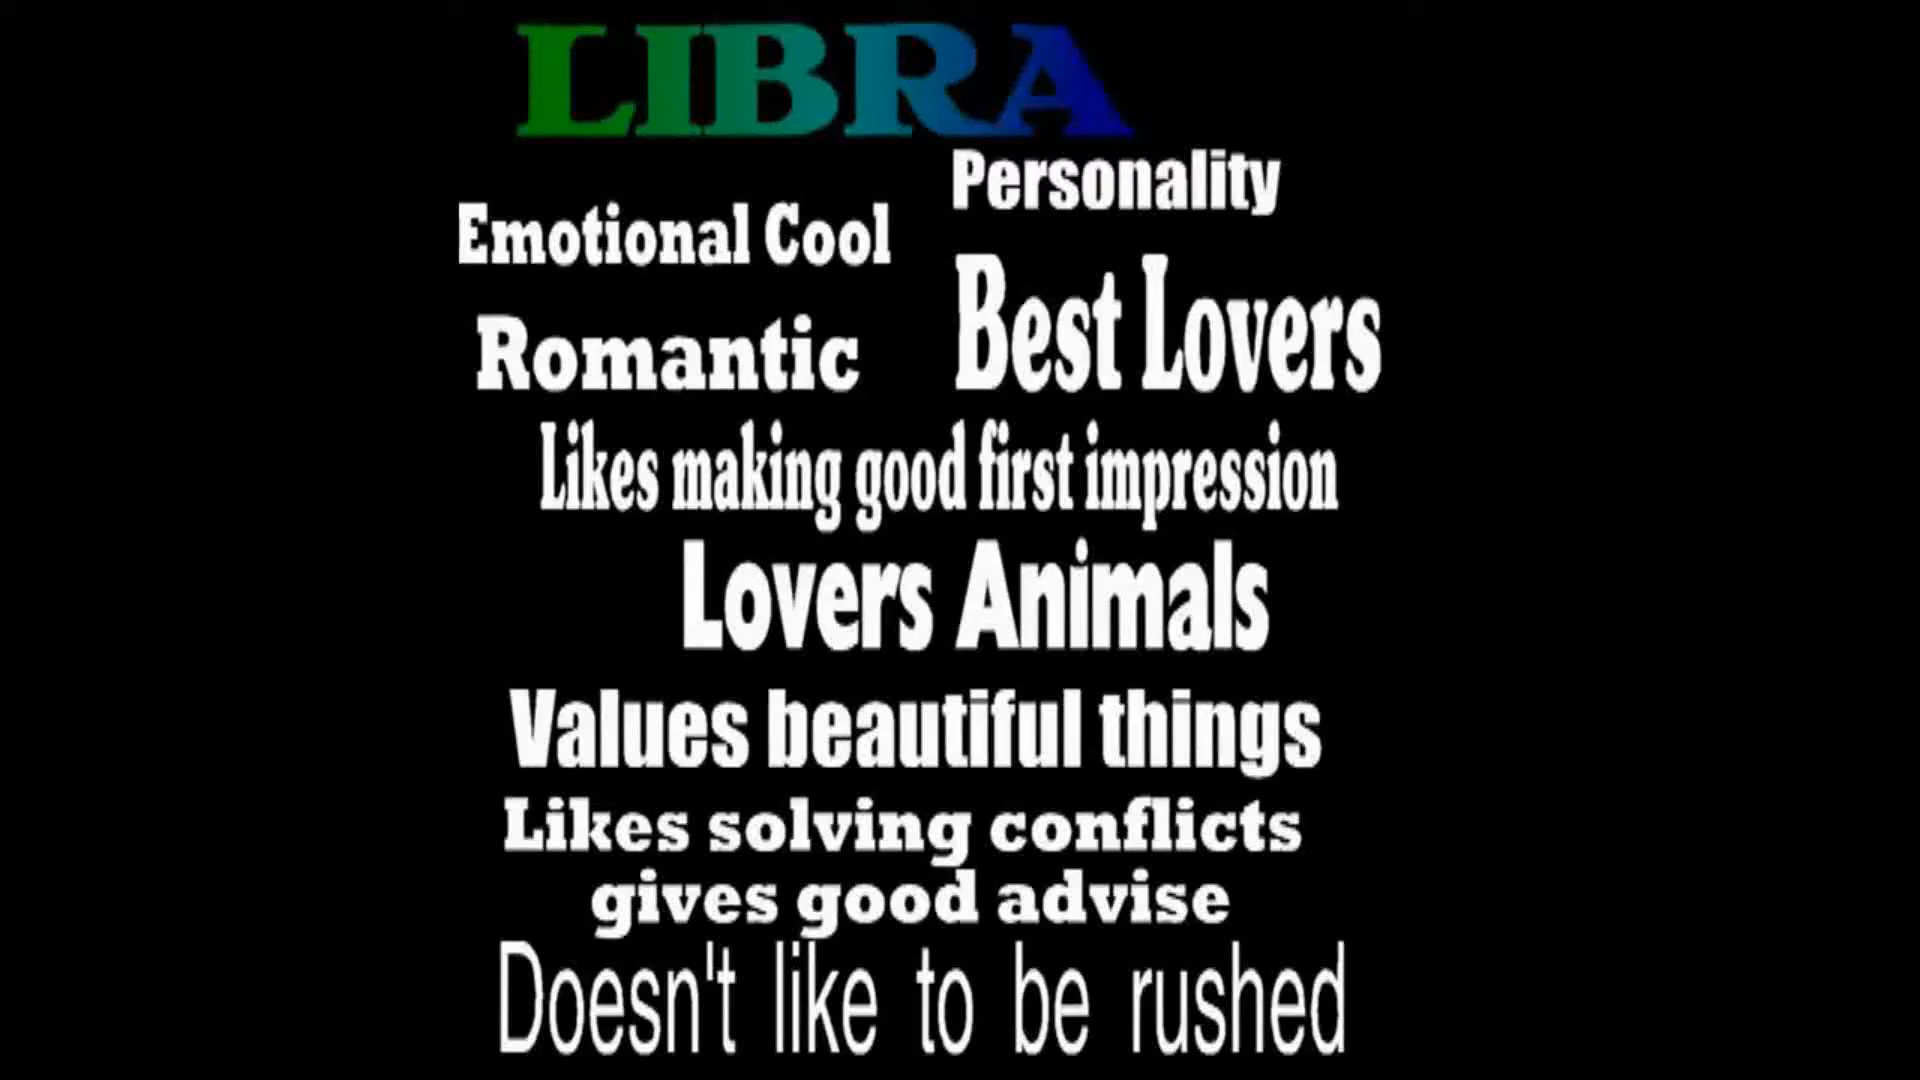 LIBRA
Personality
Emotional Cool
Romantic
Best Lovers
Likes making good first impression
Lovers Animals
Values beautiful things
Likes solving conflicts
gives good advise
Doesn't like to be rushed